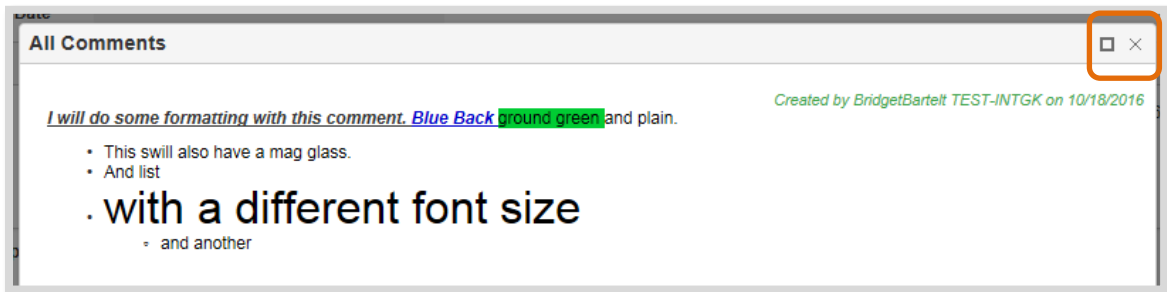 Date
All Comments
Created by BridgetBartelt TEST-INTGK on 10/18/2016
I will do some formatting with this comment. Blue Back ground green and plain.
• This swill also have a mag glass.
• And list
• with a different font size
◦ and another